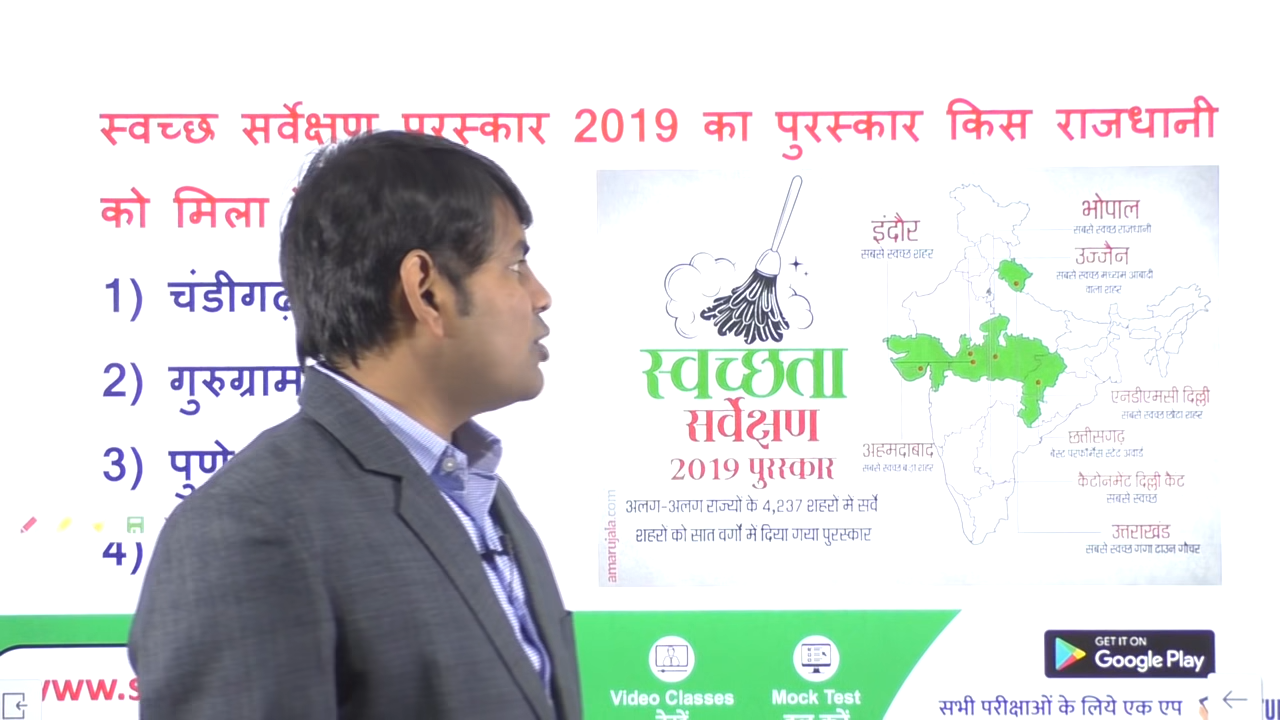 स्वच्छ सर्वेक्षण पुरस्कार 2019 का पुरस्कार किस राजधानी
को मिला
1) चंडीगढ़
2) गुरुग्राम
3) पुणे
4)
इंदौर
सबसे स्वच्छ शहर
भोपाल
सबसे स्वच्छ राजधानी
उज्जैन
सबसे स्वच्छ मध्यम आबादी
वाला शहर
स्वच्छता
सर्वेक्षण
2019 पुरस्कार
अलग-अलग राज्यों के 4,237 शहरों में सर्वे
शहरों को सात वर्गों में दिया गया पुरस्कार
amarujala.com
अहमदाबाद
सबसे स्वच्छ बड़ा शहर
एनडीएमसी दिल्ली
सबसे स्वच्छ छोटा शहर
छत्तीसगढ़
बेस्ट परफॉर्मेंस स्टेट अवार्ड
कैंटोनमेंट दिल्ली कैंट
सबसे स्वच्छ
उत्तराखंड
सबसे स्वच्छ गंगा टाउन गौचर
Video Classes
देखें
Mock Test
GET IT ON
Google Play
सभी परीक्षाओं के लिये एक एप
www.s